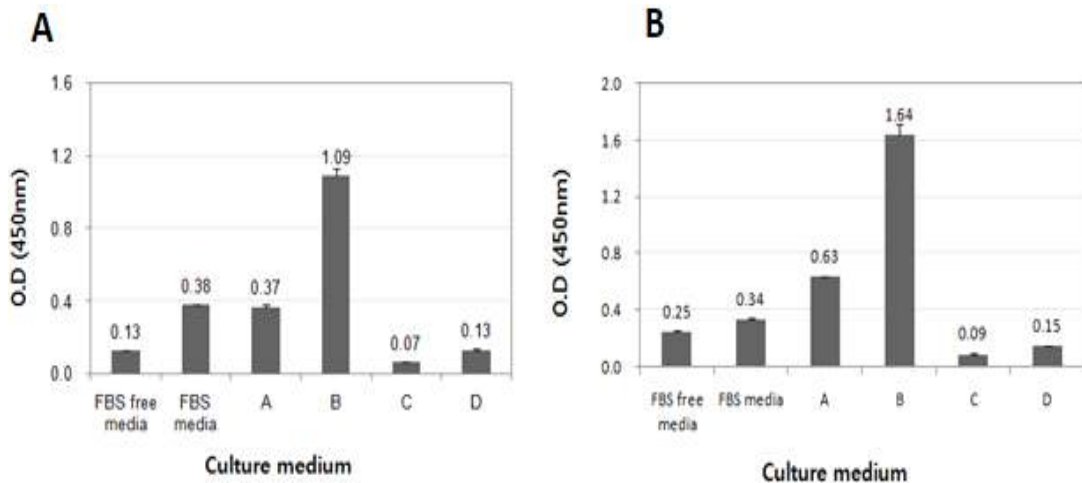 A
O.D (450nm)
1.6
1.2
0.8
0.4
0.0
0.13
0.38
0.37
1.09
0.07
0.13
FBS free
media
FBS
media
A
B
C
D
Culture medium
B
O.D (450nm)
2.0
1.6
1.2
0.8
0.4
0.0
0.25
0.34
0.63
1.64
0.09
0.15
FBS free
media
FBS media
A
B
C
D
Culture medium